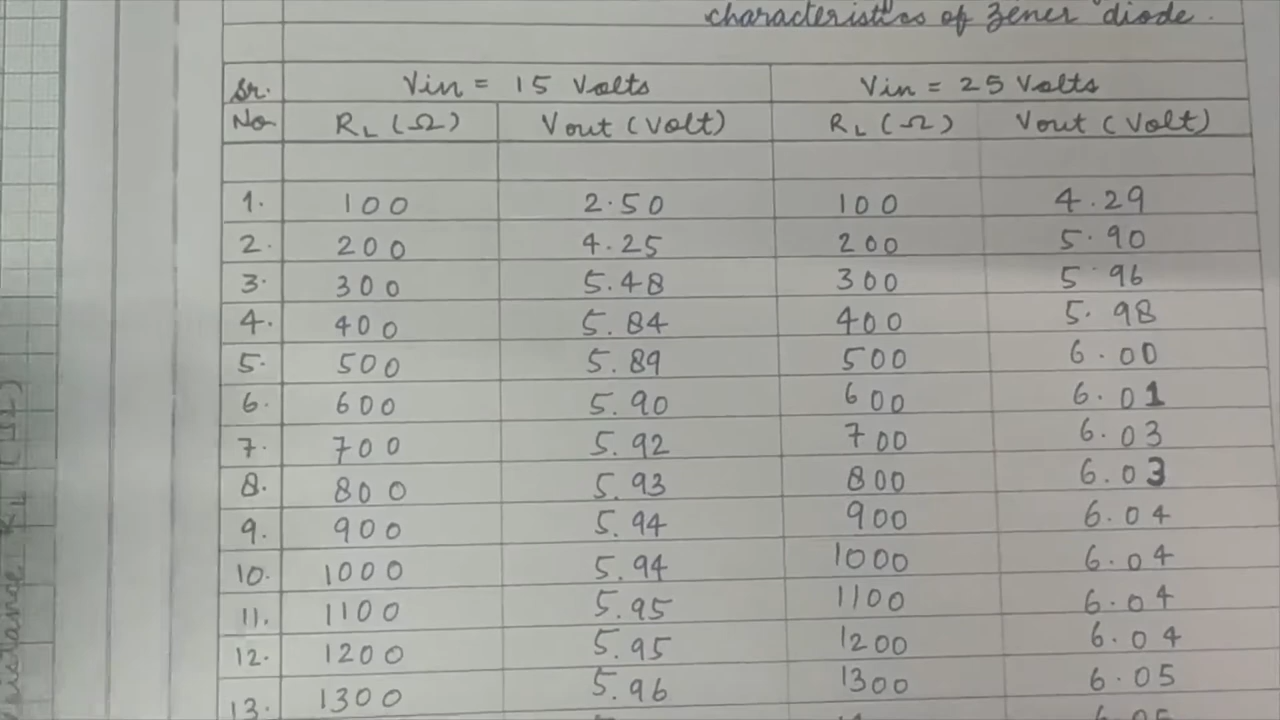 characteristics of Zener diode.
Sr. No. Vin = 15 Volts Vin = 25 Volts
RL (Ω) Vout (Volt) RL (Ω) Vout (Volt)
1. 100 2.50 100 4.29
2. 200 4.25 200 5.90
3. 300 5.48 300 5.96
4. 400 5.84 400 5.98
5. 500 5.89 500 6.00
6. 600 5.90 600 6.01
7. 700 5.92 700 6.03
8. 800 5.93 800 6.03
9. 900 5.94 900 6.04
10. 1000 5.94 1000 6.04
11. 1100 5.95 1100 6.04
12. 1200 5.95 1200 6.04
13. 1300 5.96 1300 6.05
6.05
RL (Ω)